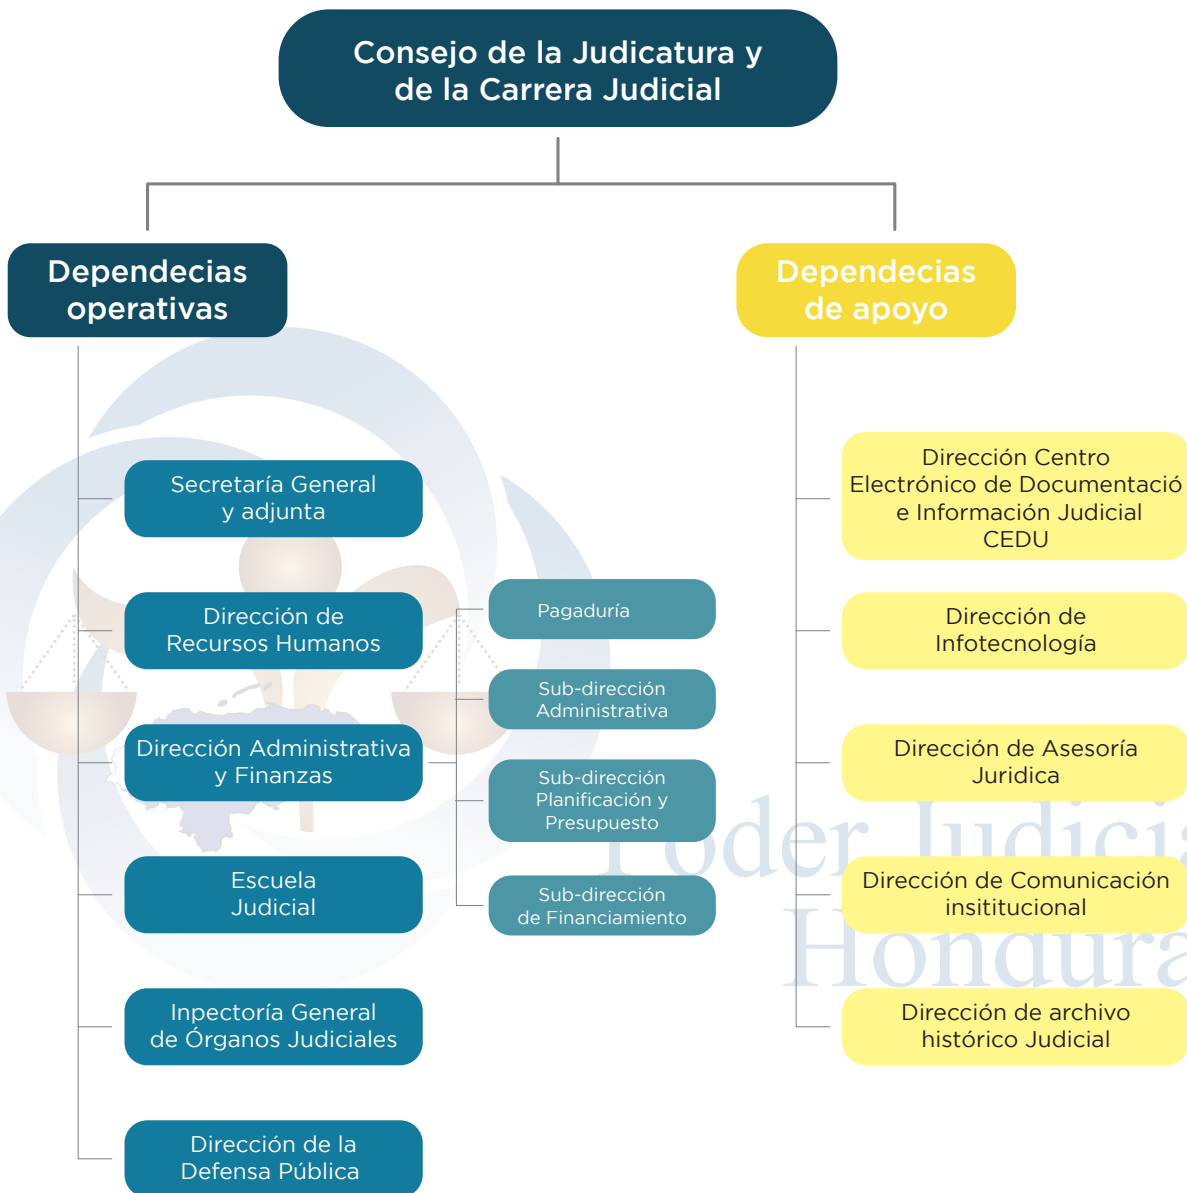 Consejo de la Judicatura y
de la Carrera Judicial
Dependecias
operativas
Secretaría General
y adjunta
Dirección de
Recursos Humanos
Dirección Administrativa
y Finanzas
Pagaduría
Sub-dirección
Administrativa
Sub-dirección
Planificación y
Presupuesto
Sub-dirección
de Financiamiento
Escuela
Judicial
Inpectoría General
de Órganos Judiciales
Dirección de la
Defensa Pública
Dependecias
de apoyo
Dirección Centro
Electrónico de Documentació
e Información Judicial
CEDU
Dirección de
Infotecnología
Dirección de Asesoría
Juridica
Dirección de Comunicación
insititucional
Dirección de archivo
histórico Judicial
Poder Judicia
Hondura